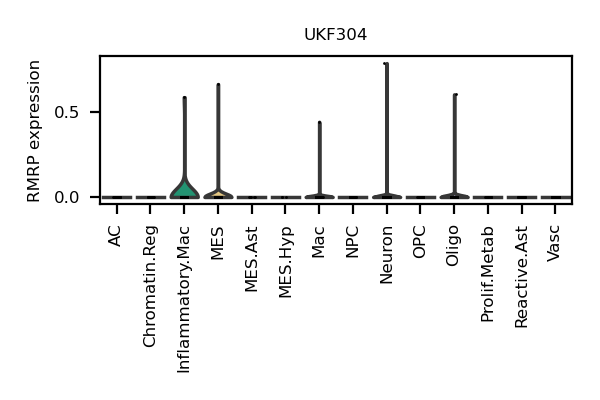 UKF304
RMRP expression
0.5
0.0
AC
Chromatin.Reg
Inflammatory.Mac
MES
MES.Ast
MES.Hyp
Mac
NPC
Neuron
OPC
Oligo
Prolif.Metab
Reactive.Ast
Vasc